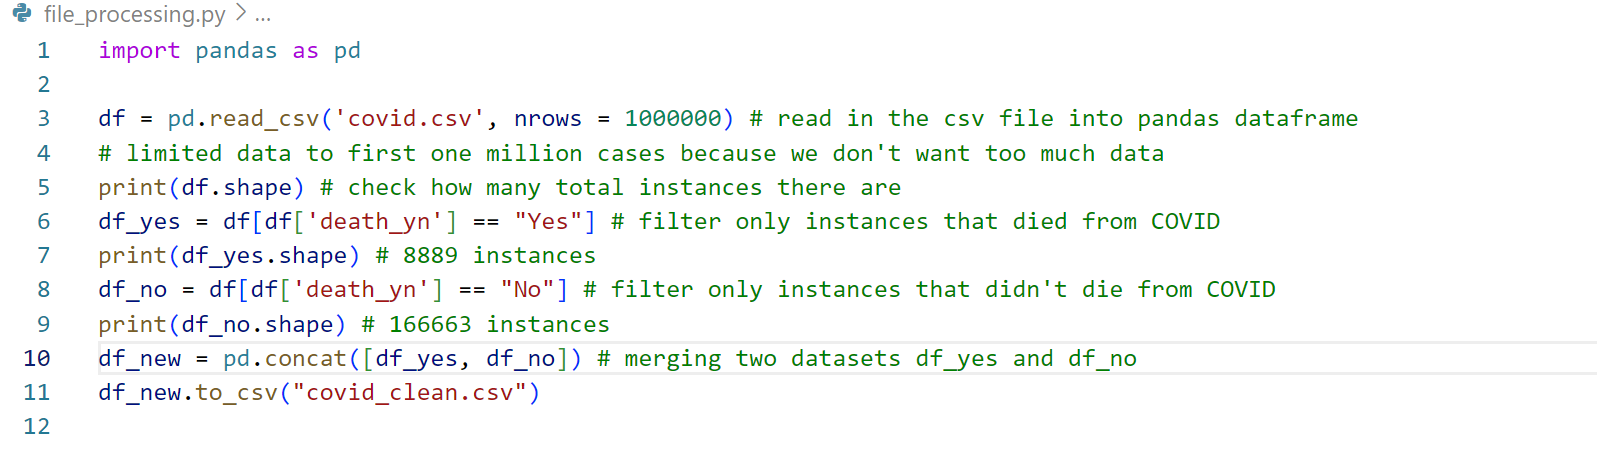 file_processing.py > ...
1 import pandas as pd
2
3 df = pd.read_csv('covid.csv', nrows = 1000000) # read in the csv file into pandas dataframe
4 # limited data to first one million cases because we don't want too much data
5 print(df.shape) # check how many total instances there are
6 df_yes = df[df['death_yn'] == "Yes"] # filter only instances that died from COVID
7 print(df_yes.shape) # 8889 instances
8 df_no = df[df['death_yn'] == "No"] # filter only instances that didn't die from COVID
9 print(df_no.shape) # 166663 instances
10 df_new = pd.concat([df_yes, df_no]) # merging two datasets df_yes and df_no
11 df_new.to_csv("covid_clean.csv")
12